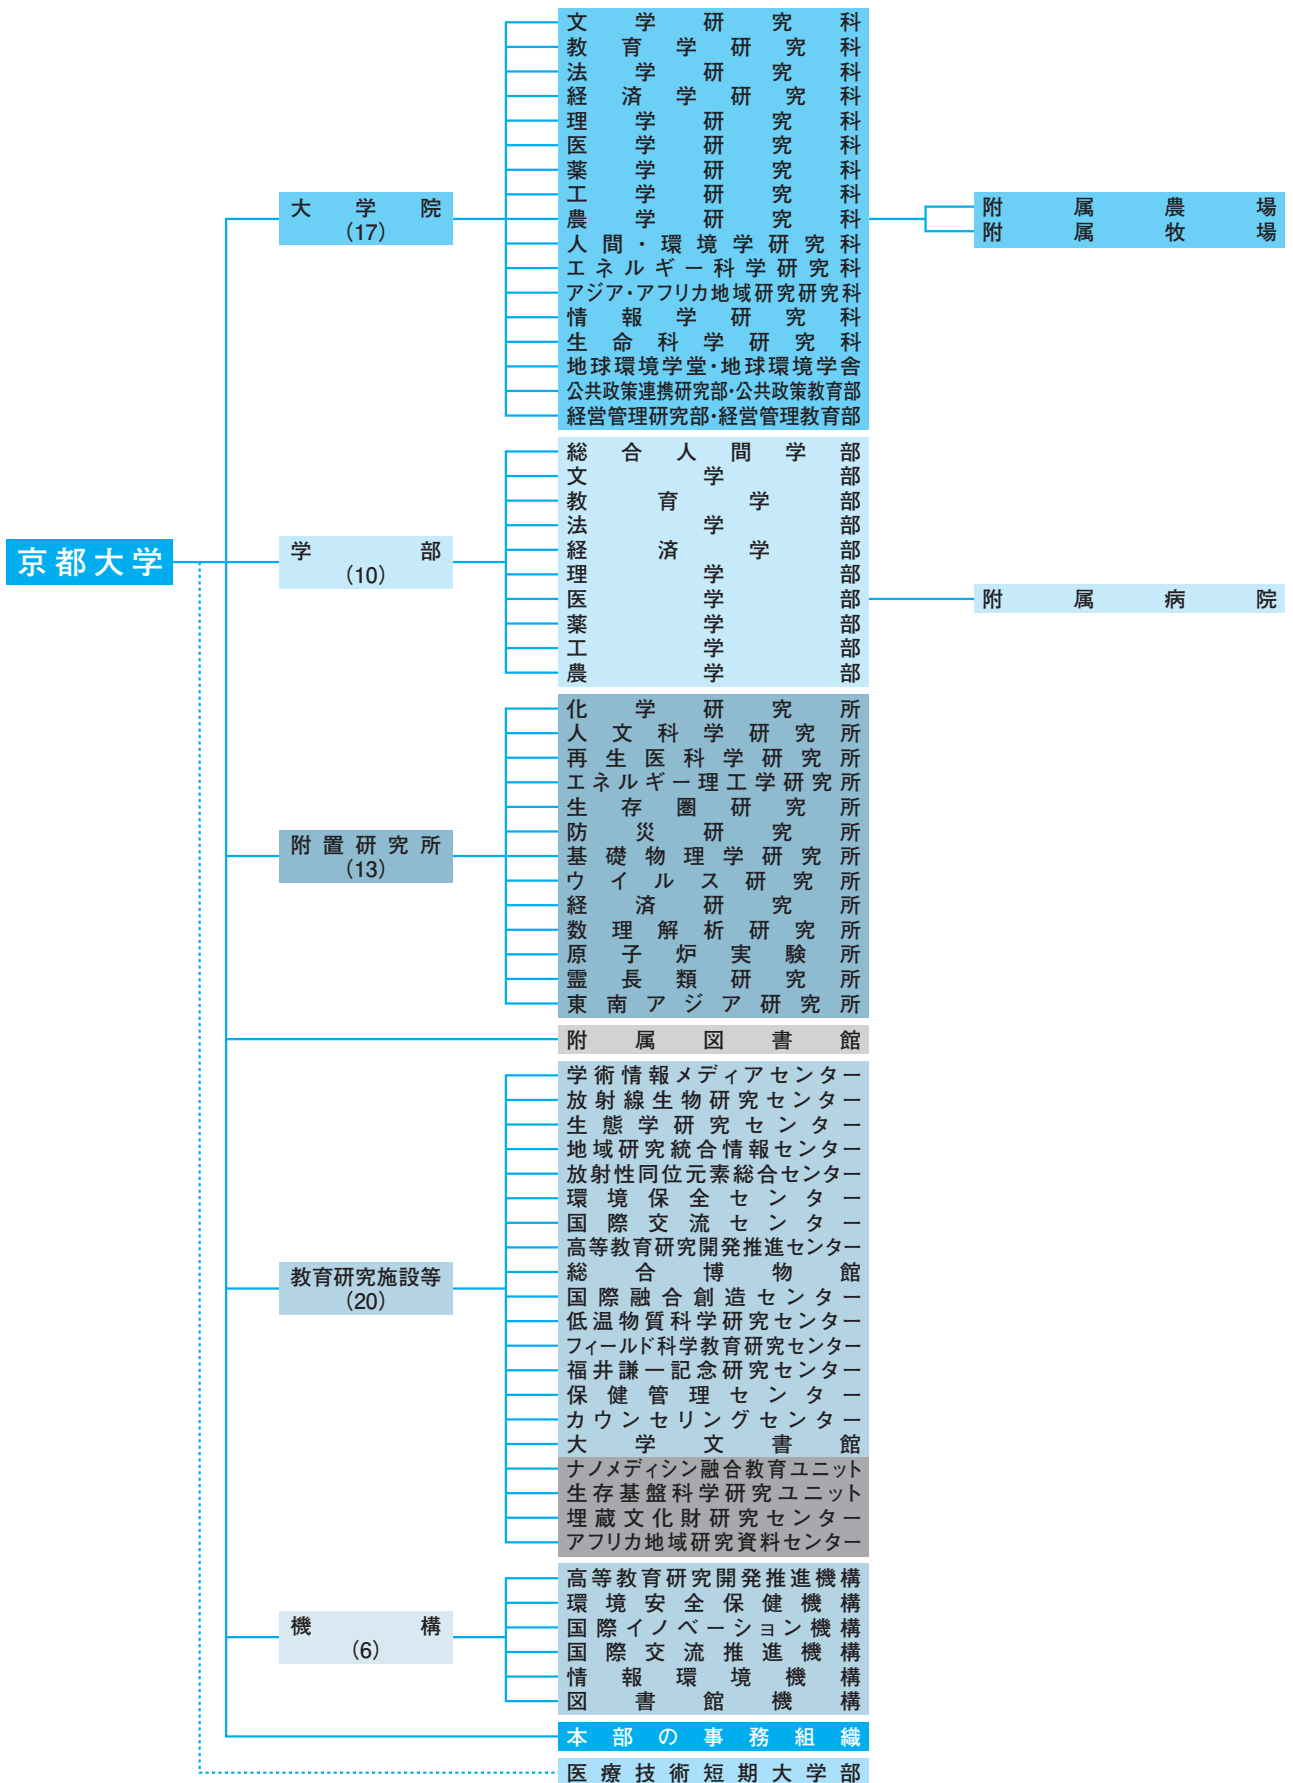 京都大学
大学院
（17）
文学研究科
教育学研究科
法学研究科
経済学研究科
理学研究科
医学研究科
薬学研究科
工学研究科
農学研究科
附属農場
附属牧場
人間・環境学研究科
エネルギー科学研究科
アジア・アフリカ地域研究研究科
情報学研究科
生命科学研究科
地球環境学堂・地球環境学舎
公共政策連携研究部・公共政策教育部
経営管理研究部・経営管理教育部
学部
（10）
総合人間学部
文学部
教育学部
法学部
経済学部
理学部
医学部
附属病院
薬学部
工学部
農学部
附置研究所
（13）
化学研究所
人文科学研究所
再生医科学研究所
エネルギー理工学研究所
生存圏研究所
防災研究所
基礎物理学研究所
ウイルス研究所
経済研究所
数理解析研究所
原子炉実験所
霊長類研究所
東南アジア研究所
附属図書館
教育研究施設等
（20）
学術情報メディアセンター
放射線生物研究センター
生態学研究センター
地域研究統合情報センター
放射性同位元素総合センター
環境保全センター
国際交流センター
高等教育研究開発推進センター
総合博物館
国際融合創造センター
低温物質科学研究センター
フィールド科学教育研究センター
福井謙一記念研究センター
保健管理センター
カウンセリングセンター
大学文書館
ナノメディシン融合教育ユニット
生存基盤科学研究ユニット
埋蔵文化財研究センター
アフリカ地域研究資料センター
機構
（6）
高等教育研究開発推進機構
環境安全保健機構
国際イノベーション機構
国際交流推進機構
情報環境機構
図書館機構
本部の事務組織
医療技術短期大学部